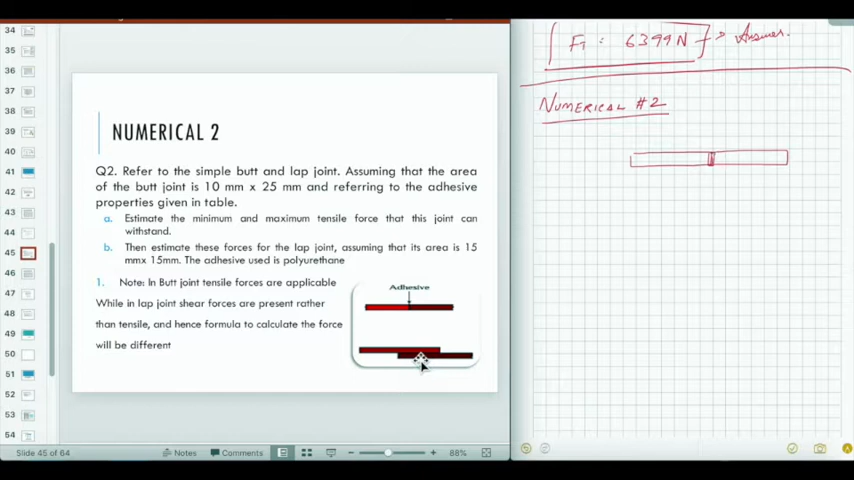 34
35
36
37
38
39
40
41
42
43
44
45
46
47
48
49
50
51
52
53
54
NUMERICAL 2
Q2. Refer to the simple butt and lap joint. Assuming that the area
of the butt joint is 10 mm x 25 mm and referring to the adhesive
properties given in table.
a. Estimate the minimum and maximum tensile force that this joint can
withstand.
b. Then estimate these forces for the lap joint, assuming that its area is 15
mmx 15mm. The adhesive used is polyurethane
1. Note: In Butt joint tensile forces are applicable
While in lap joint shear forces are present rather
than tensile, and hence formula to calculate the force
will be different
Adhesive
Slide 45 of 64
Notes
Comments
88%
F_T : 6399 N → Answer.
NUMERICAL #2